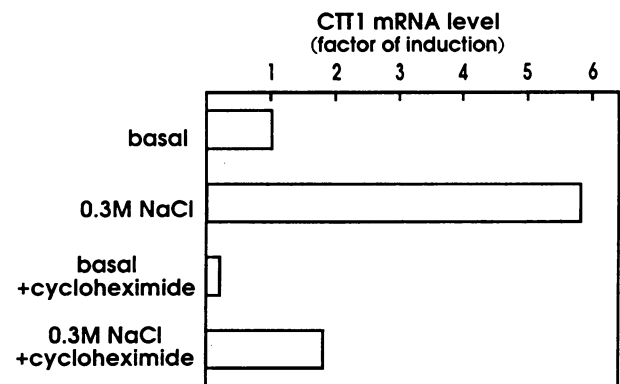 CTT1 mRNA level
(factor of induction)
1 2 3 4 5 6
basal
0.3M NaCl
basal
+cycloheximide
0.3M NaCl
+cycloheximide